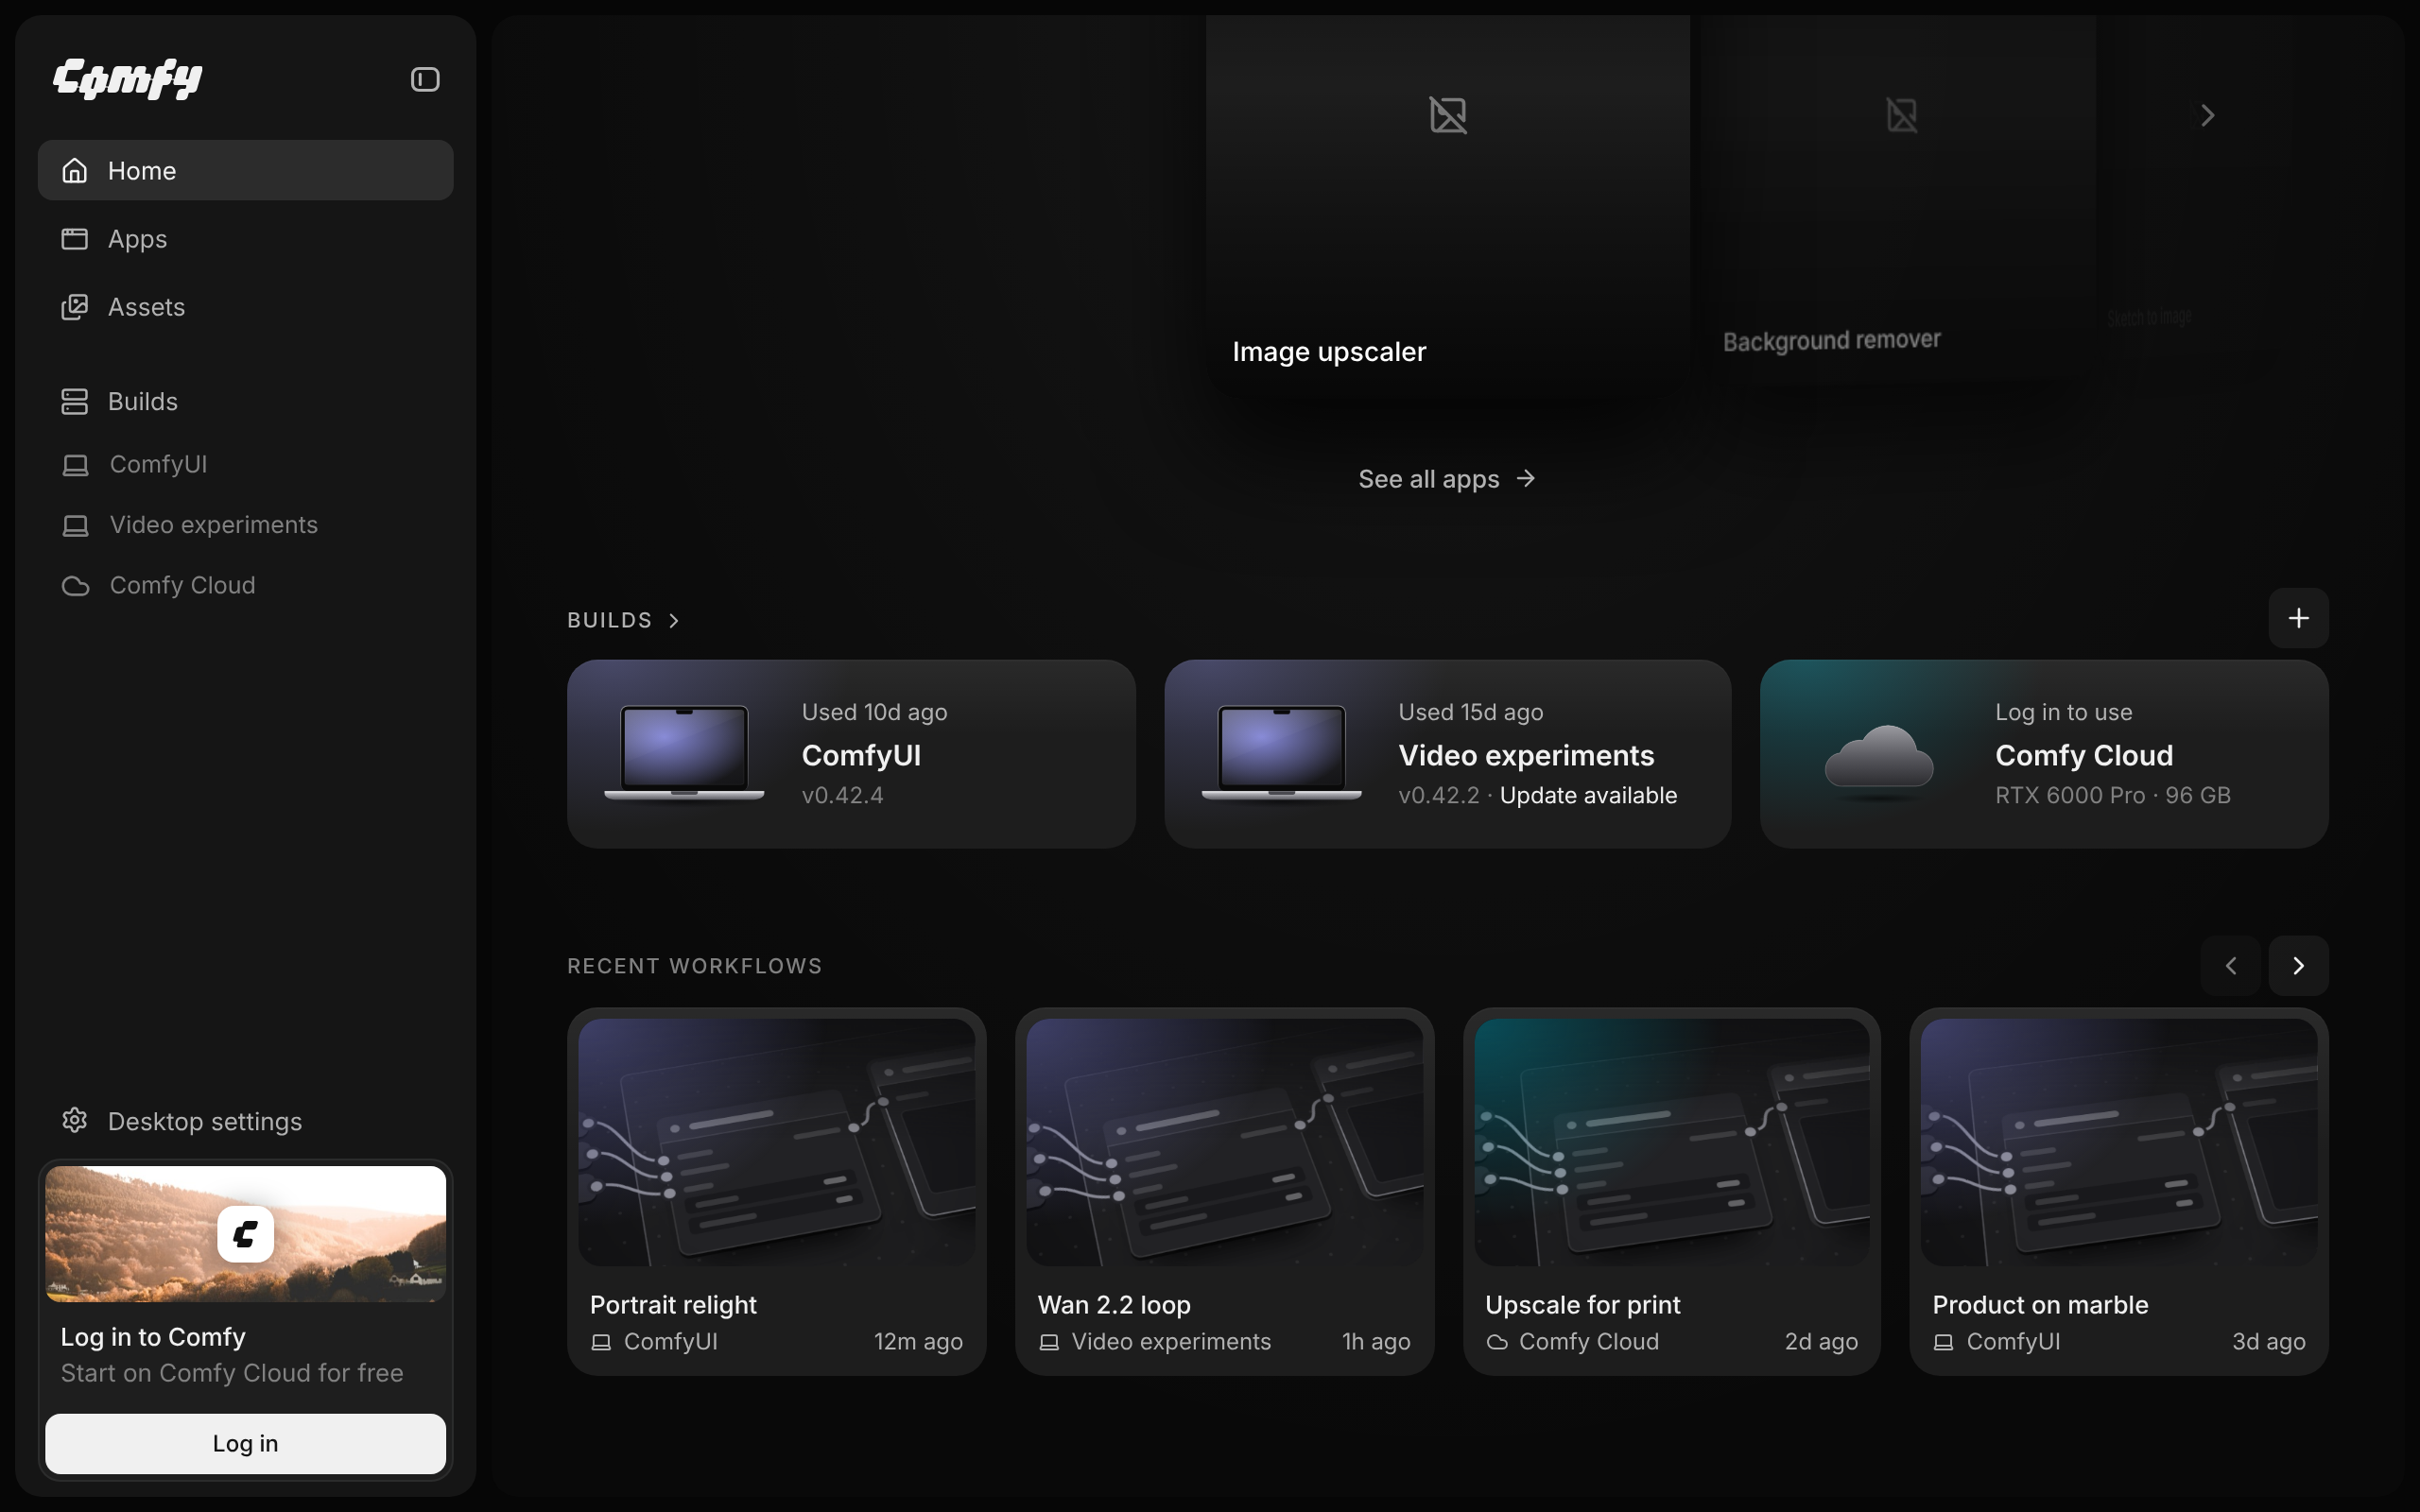 Comfy
Home
Apps
Assets
Builds
ComfyUI
Video experiments
Comfy Cloud
Desktop settings
Log in to Comfy
Start on Comfy Cloud for free
Log in
Image upscaler
Background remover
Sketch to image
See all apps
BUILDS
Used 10d ago
ComfyUI
v0.42.4
Used 15d ago
Video experiments
v0.42.2 · Update available
Log in to use
Comfy Cloud
RTX 6000 Pro · 96 GB
RECENT WORKFLOWS
Portrait relight
ComfyUI 12m ago
Wan 2.2 loop
Video experiments 1h ago
Upscale for print
Comfy Cloud 2d ago
Product on marble
ComfyUI 3d ago